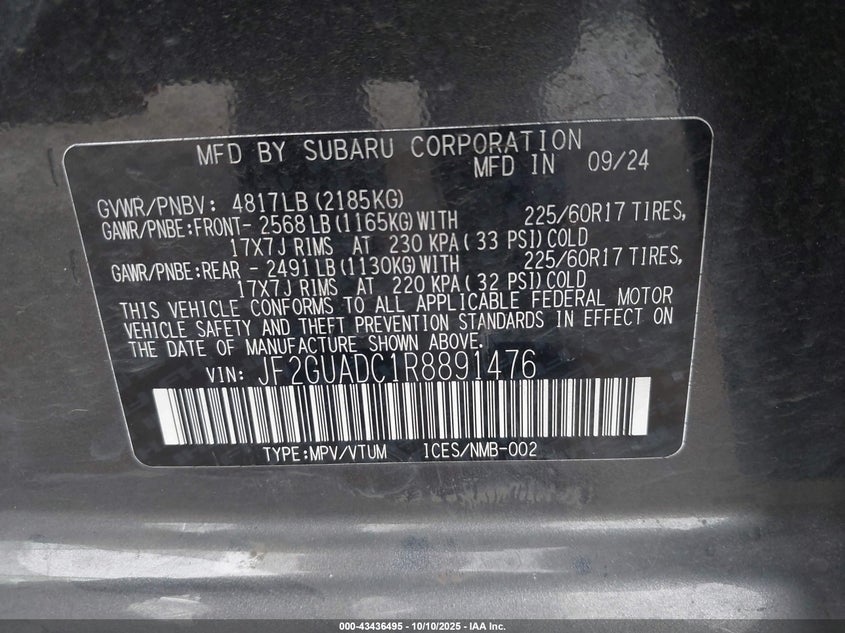 MFD BY SUBARU CORPORATION
MFD IN 09/24
GVWR/PNBV: 4817LB (2185KG)
GAWR/PNBE:FRONT- 2568LB (1165KG) WITH 225/60R17 TIRES,
17X7J RIMS AT 230 KPA( 33 PSI) COLD
GAWR/PNBE:REAR - 2491LB (1130KG) WITH 225/60R17 TIRES,
17X7J RIMS AT 220 KPA( 32 PSI) COLD
THIS VEHICLE CONFORMS TO ALL APPLICABLE FEDERAL MOTOR
VEHICLE SAFETY AND THEFT PREVENTION STANDARDS IN EFFECT ON
THE DATE OF MANUFACTURE SHOWN ABOVE.
VIN: JF2GUADC1R8891476
TYPE:MPV/VTUM ICES/NMB-002
000-43436495 - 10/10/2025 - IAA Inc.